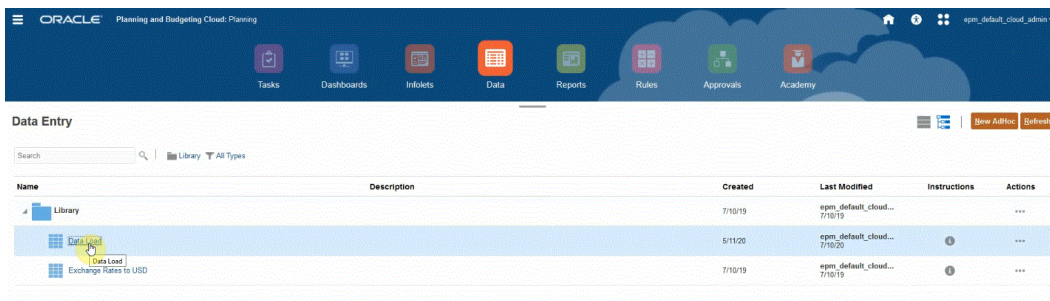 ORACLE® Planning and Budgeting Cloud: Planning epm_default_cloud_admin
Tasks Dashboards Infolets Data Reports Rules Approvals Academy
Data Entry New AdHoc Refresh
Search Library All Types
Name Description Created Last Modified Instructions Actions
Library 7/10/19 epm_default_cloud...
7/10/19
Data Load 5/11/20 epm_default_cloud...
7/10/20
Data Load
Exchange Rates to USD 7/10/19 epm_default_cloud...
7/10/19